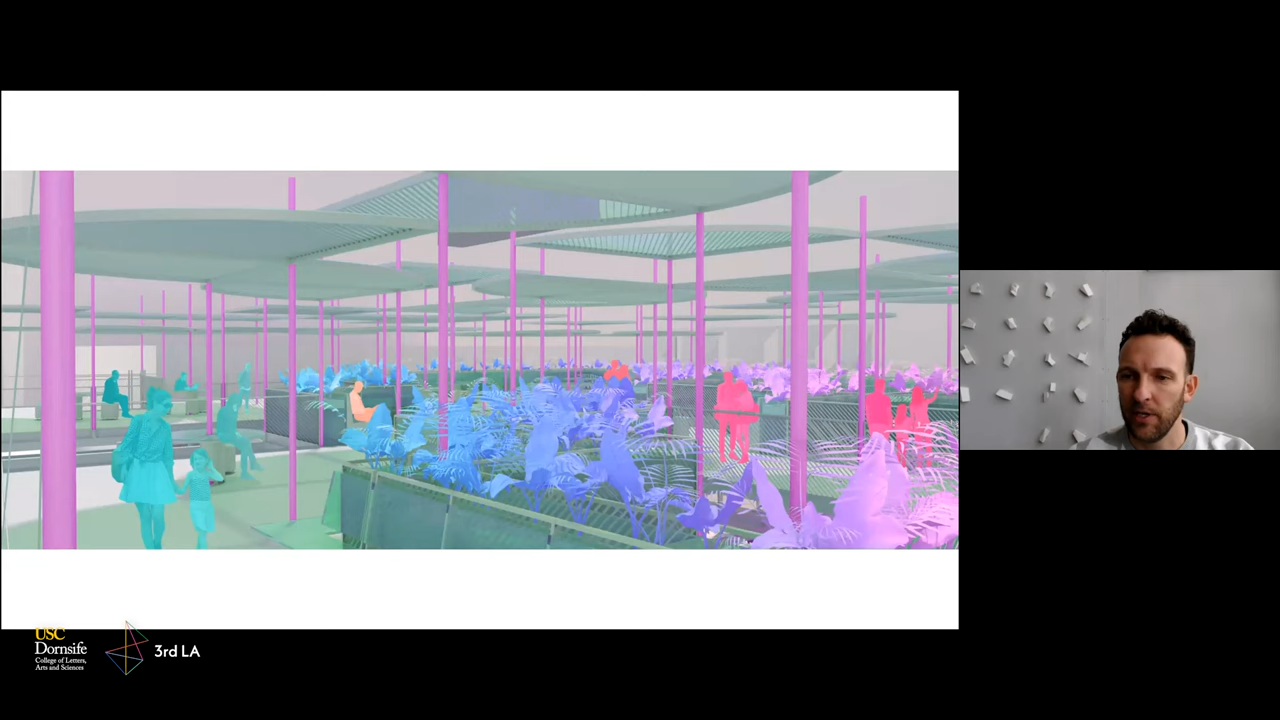 USC
Dornsife
College of Letters,
Arts and Sciences
3rd LA